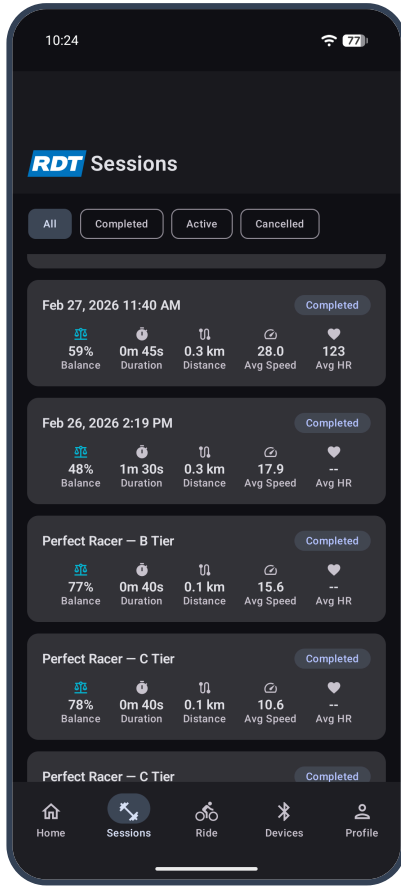 10:24
77
RDT Sessions
All Completed Active Cancelled
Feb 27, 2026 11:40 AM Completed
59% 0m 45s 0.3 km 28.0 123
Balance Duration Distance Avg Speed Avg HR
Feb 26, 2026 2:19 PM Completed
48% 1m 30s 0.3 km 17.9 --
Balance Duration Distance Avg Speed Avg HR
Perfect Racer — B Tier Completed
77% 0m 40s 0.1 km 15.6 --
Balance Duration Distance Avg Speed Avg HR
Perfect Racer — C Tier Completed
78% 0m 40s 0.1 km 10.6 --
Balance Duration Distance Avg Speed Avg HR
Perfect Racer — C Tier Completed
Home Sessions Ride Devices Profile